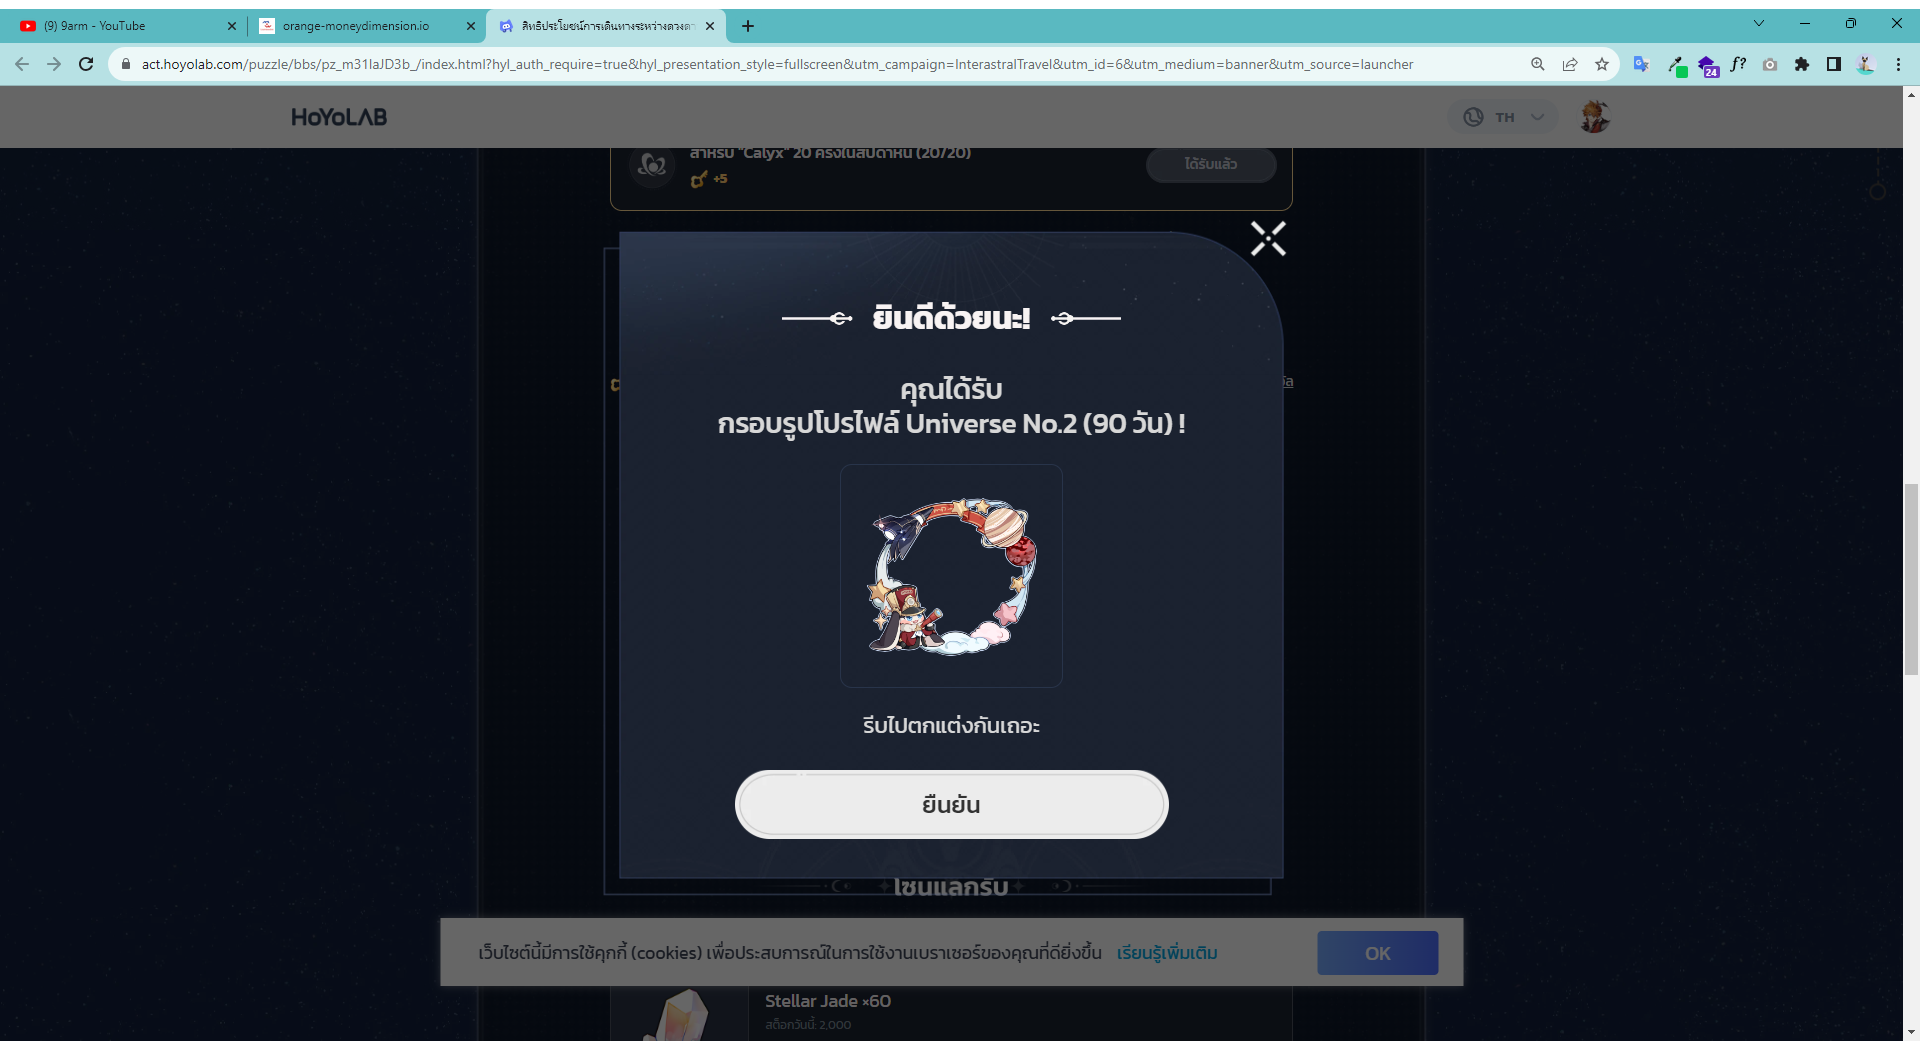 (9) 9arm - YouTube
orange-moneydimension.io
สิทธิประโยชน์การเดินทางระหว่างดวงดา
act.hoyolab.com/puzzle/bbs/pz_m31laJD3b_/index.html?hyl_auth_require=true&hyl_presentation_style=fullscreen&utm_campaign=InterastralTravel&utm_id=6&utm_medium=banner&utm_source=launcher
24
f?
HoYoLAB
TH
สำหรับ "Calyx" 20 ครั้งในสัปดาห์นี้ (20/20)
+5
ได้รับแล้ว
ยินดีด้วยนะ!
คุณได้รับ
กรอบรูปโปรไฟล์ Universe No.2 (90 วัน) !
รีบไปตกแต่งกันเถอะ
ยืนยัน
โซนแลกรับ
เว็บไซต์นี้มีการใช้คุกกี้ (cookies) เพื่อประสบการณ์ในการใช้งานเบราเซอร์ของคุณที่ดียิ่งขึ้น เรียนรู้เพิ่มเติม
OK
Stellar Jade ×60
สต็อกวันนี้: 2,000